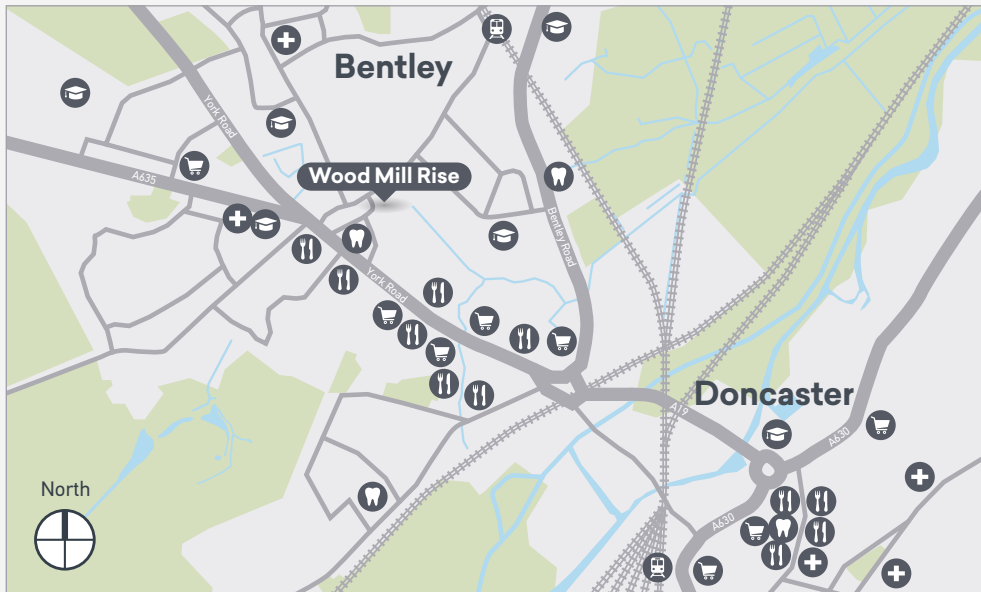 Bentley
York Road
A635
Wood Mill Rise
Bentley Road
York Road
Doncaster
A19
A630
A630
North